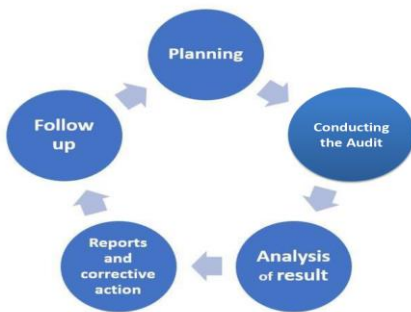 Planning
Conducting
the Audit
Analysis
of result
Reports
and
corrective
action
Follow
up